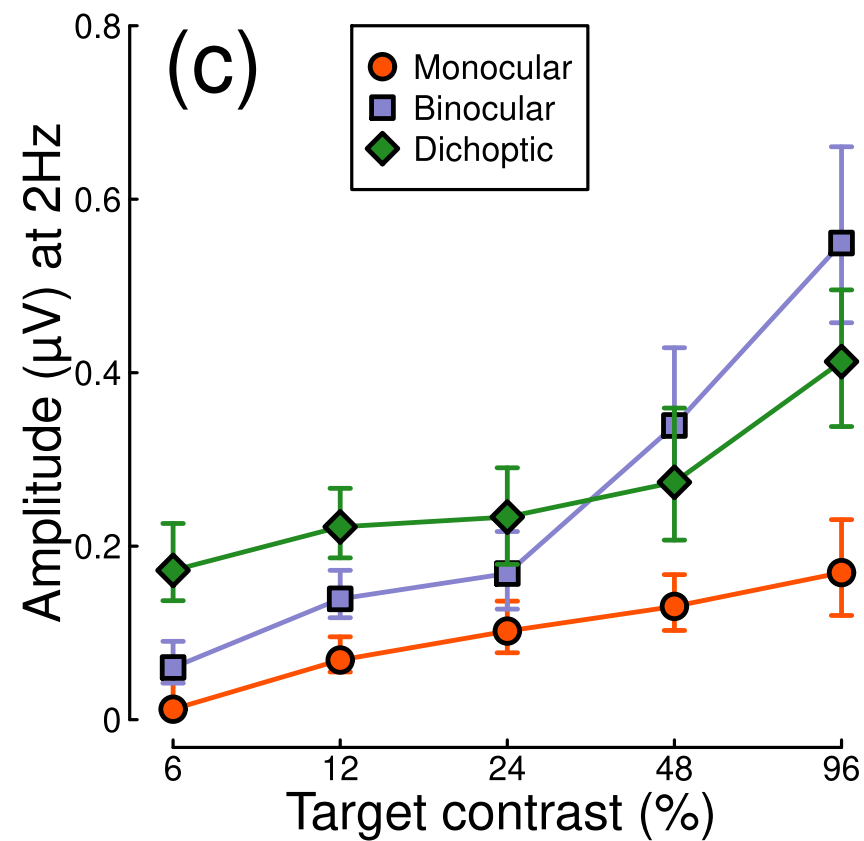 (c)
Monocular
Binocular
Dichoptic
Amplitude (µV) at 2Hz
0.8
0.6
0.4
0.2
0
6 12 24 48 96
Target contrast (%)